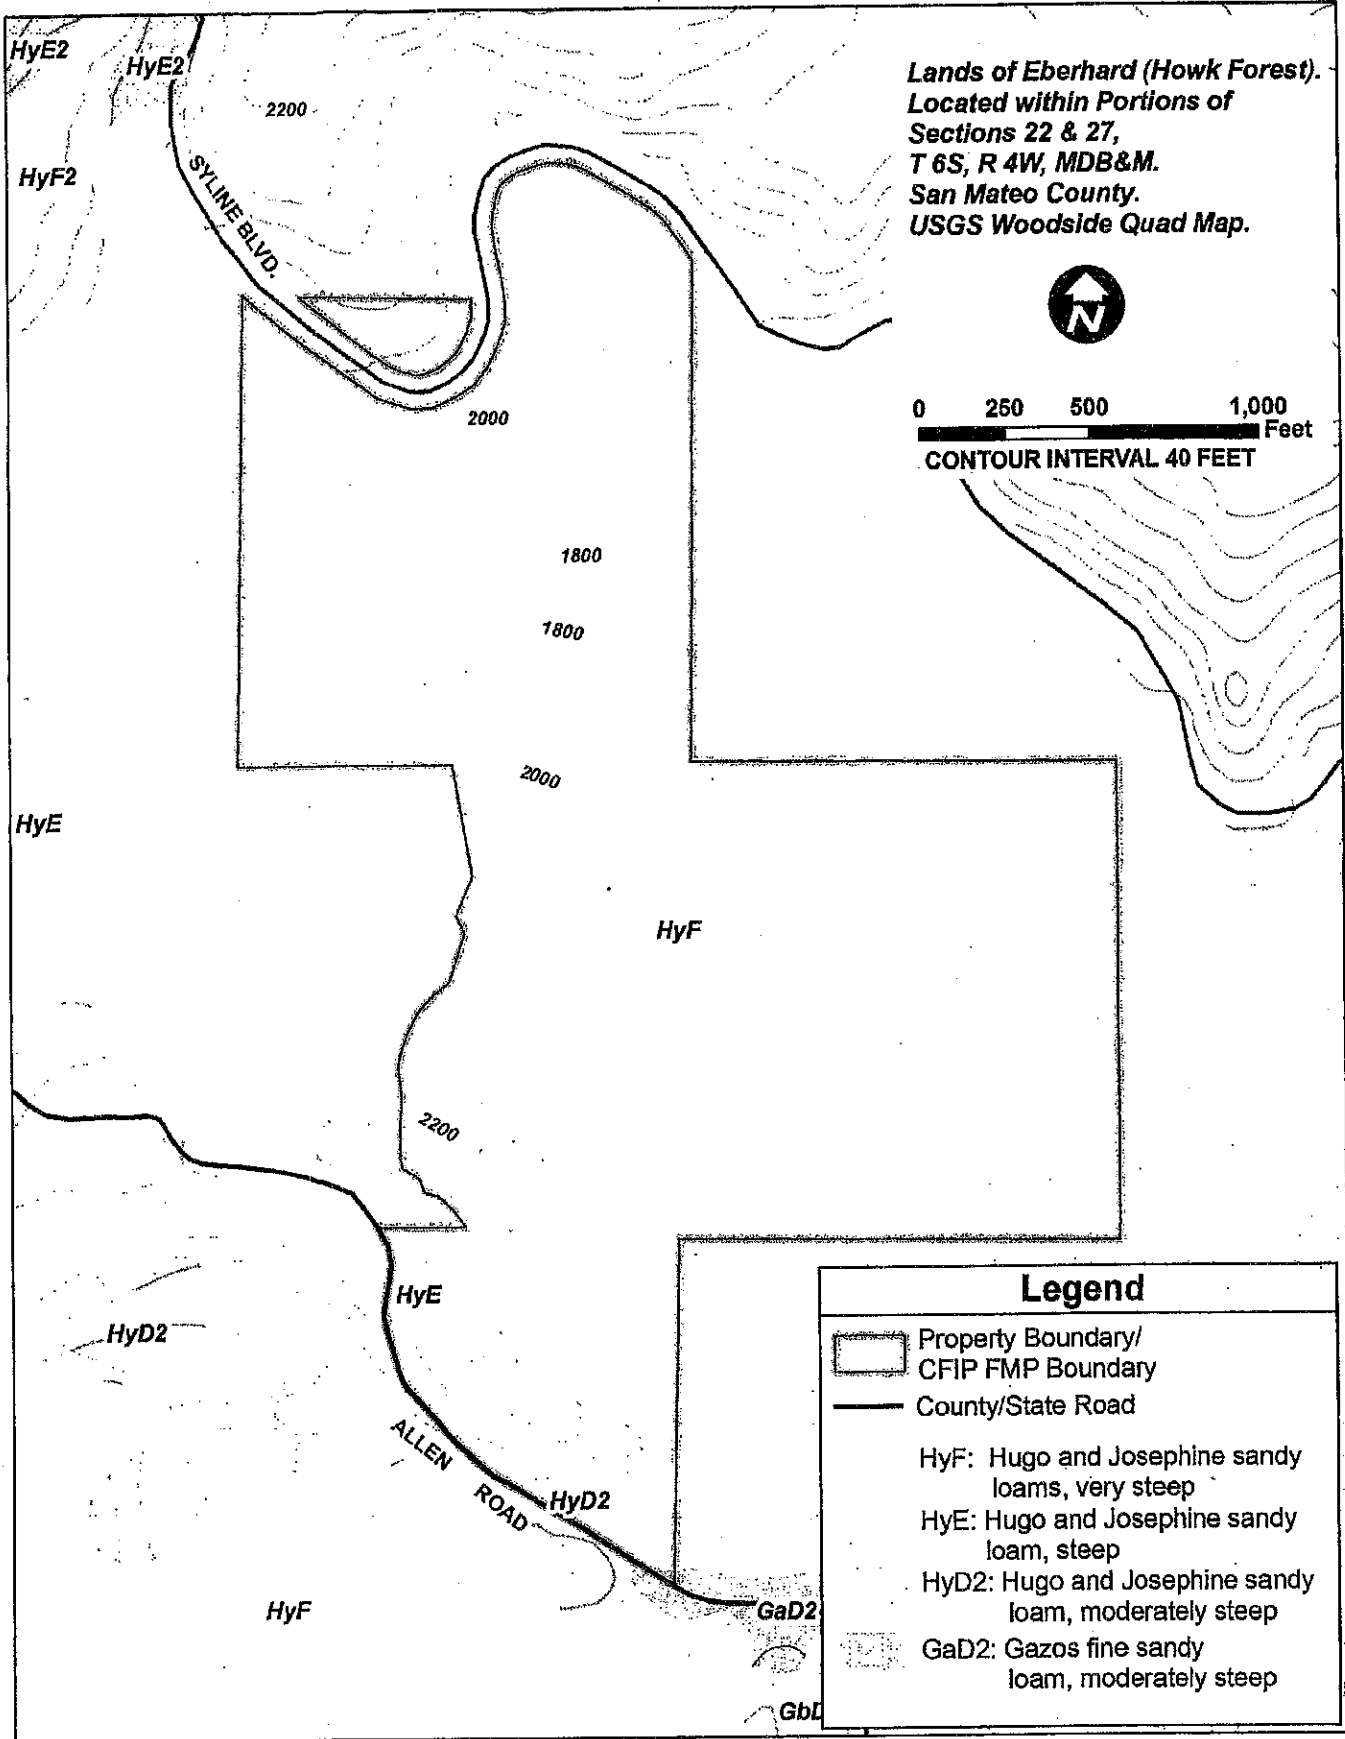 HyE2
HyE2
2200
HyF2
SYLINE BLVD.
Lands of Eberhard (Howk Forest).
Located within Portions of
Sections 22 & 27,
T 6S, R 4W, MDB&M.
San Mateo County.
USGS Woodside Quad Map.
N
0 250 500 1,000
Feet
CONTOUR INTERVAL 40 FEET
2000
1800
1800
2000
HyE
HyF
2200
HyE
HyD2
ALLEN
ROAD
HyD2
HyF
GaD2
GbD
Legend
Property Boundary/
CFIP FMP Boundary
County/State Road
HyF: Hugo and Josephine sandy
loams, very steep
HyE: Hugo and Josephine sandy
loam, steep
HyD2: Hugo and Josephine sandy
loam, moderately steep
GaD2: Gazos fine sandy
loam, moderately steep